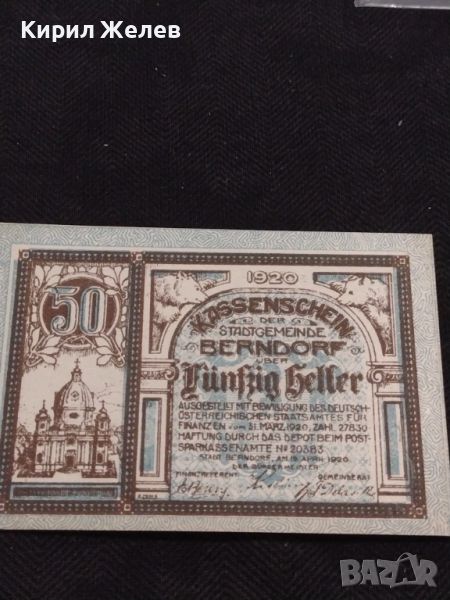 Кирил Желев
50
1920
KASSENSCHEIN
DER
STADTGEMEINDE
BERNDORF
ÜBER
Fünfzig Heller
AUSGESTELLT MIT BEWILLIGUNG DES DEUTSCH-
ÖSTERREICHISCHEN STAATSAMTES FÜR
FINANZEN vom 31. MÄRZ 1920, ZAHL 27830
HAFTUNG DURCH DAS DEPOT BEIM POST-
SPARKASSENAMTE No 20383
STADT BERNDORF, AM 15. APRIL 1920.
DER BÜRGERMEISTER
FINANZREFERENT GEMEINDERAT
BAZAR